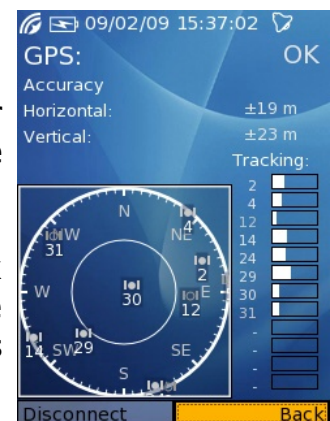 09/02/09 15:37:02
GPS: OK
Accuracy
Horizontal: ±19 m
Vertical: ±23 m
Tracking:
2
4
12
14
24
29
30
31
-
-
-
-
N
4
NE
W
31
2
W
30
12
E
14
SW
29
SE
S
Disconnect Back